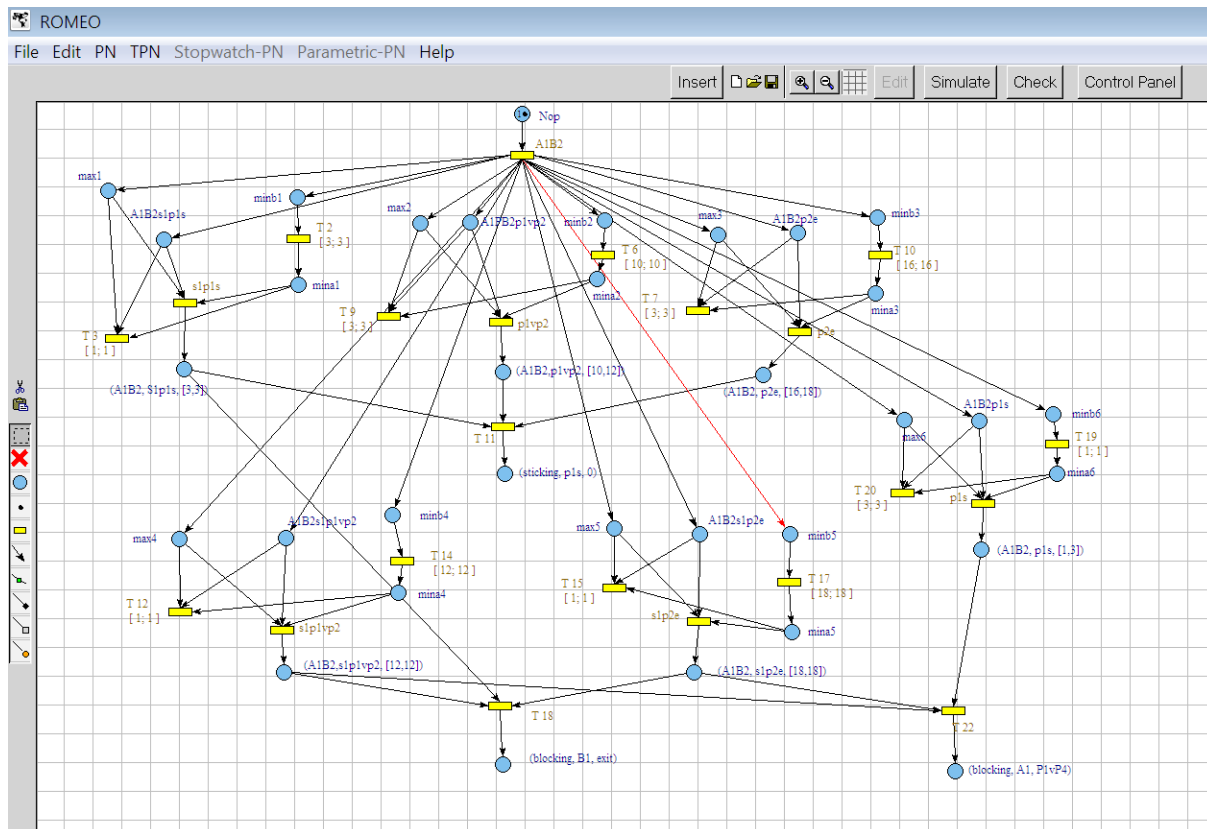 ROMEO
File Edit PN TPN Stopwatch-PN Parametric-PN Help
Insert Edit Simulate Check Control Panel
Nop
A1B2
max1
minb1
A1B2s1p1s
T 2
[ 3; 3 ]
mina1
s1p1s
T 3
[ 1; 1 ]
(A1B2, S1p1s, [3,3])
max2
A1PB2p1vp2
minb2
T 6
[ 10; 10 ]
mina2
T 9
[ 3; 3 ]
p1vp2
(A1B2,p1vp2, [10,12])
max3
A1B2p2e
minb3
T 10
[ 16; 16 ]
mina3
T 7
[ 3; 3 ]
p2e
(A1B2, p2e, [16,18])
T 11
(sticking, p1s, 0)
max6
A1B2p1s
minb6
T 19
[ 1; 1 ]
mina6
T 20
[ 3; 3 ]
p1s
(A1B2, p1s, [1,3])
max4
A1B2s1p1vp2
minb4
T 14
[ 12; 12 ]
mina4
T 12
[ 1; 1 ]
s1p1vp2
(A1B2,s1p1vp2, [12,12])
max5
A1B2s1p2e
minb5
T 15
[ 1; 1 ]
T 17
[ 18; 18 ]
s1p2e
mina5
(A1B2, s1p2e, [18,18])
T 18
T 22
(blocking, B1, exit)
(blocking, A1, P1vP4)